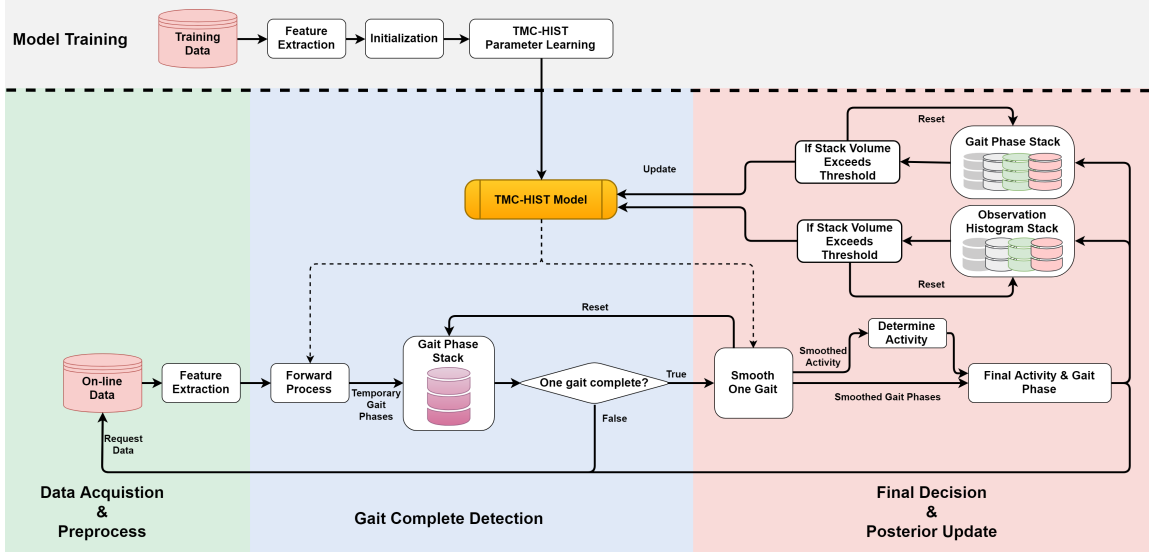 Model Training
Training
Data
Feature
Extraction
Initialization
TMC-HIST
Parameter Learning
TMC-HIST Model
Update
If Stack Volume
Exceeds
Threshold
Reset
Gait Phase Stack
If Stack Volume
Exceeds
Threshold
Observation
Histogram Stack
Reset
On-line
Data
Feature
Extraction
Forward
Process
Temporary
Gait
Phases
Gait Phase
Stack
Reset
One gait complete?
True
False
Smooth
One Gait
Smoothed
Activity
Determine
Activity
Smoothed Gait Phases
Final Activity & Gait
Phase
Request
Data
Data Acquistion
&
Preprocess
Gait Complete Detection
Final Decision
&
Posterior Update